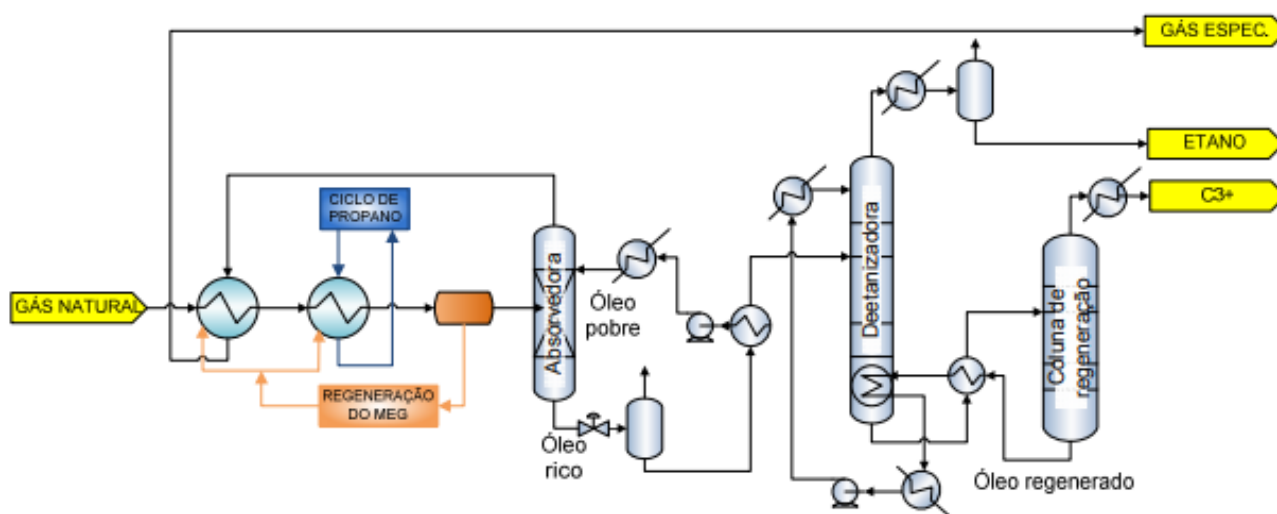 GÁS ESPEC.
ETANO
C3+
CICLO DE
PROPANO
Absorvedora
Deetanizadora
Coluna de
regeneração
GÁS NATURAL
Óleo
pobre
REGENERAÇÃO
DO MEG
Óleo
rico
Óleo regenerado